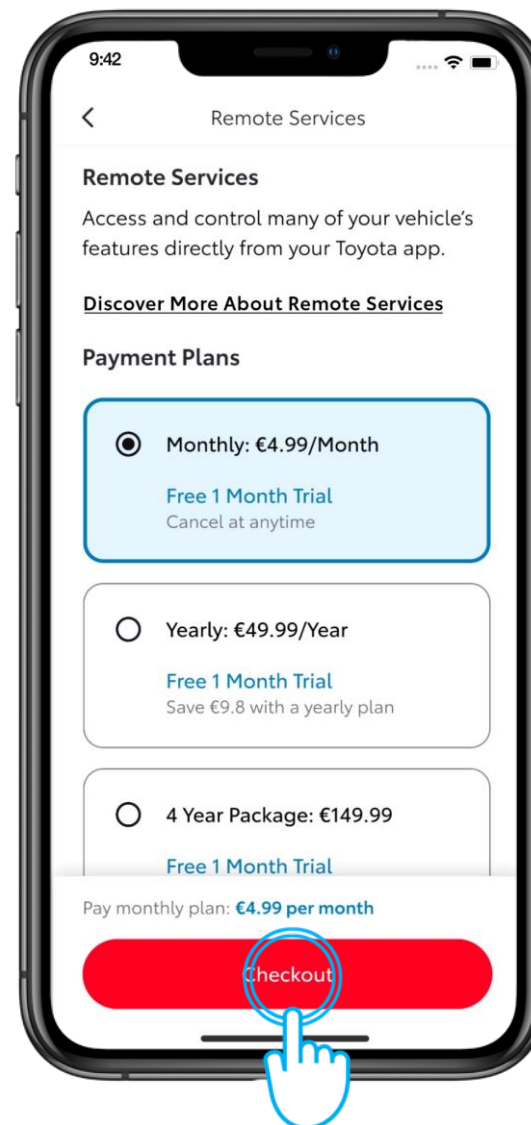 9:42
Remote Services
Remote Services
Access and control many of your vehicle's
features directly from your Toyota app.
Discover More About Remote Services
Payment Plans
Monthly: €4.99/Month
Free 1 Month Trial
Cancel at anytime
Yearly: €49.99/Year
Free 1 Month Trial
Save €9.8 with a yearly plan
4 Year Package: €149.99
Free 1 Month Trial
Pay monthly plan: €4.99 per month
Checkout